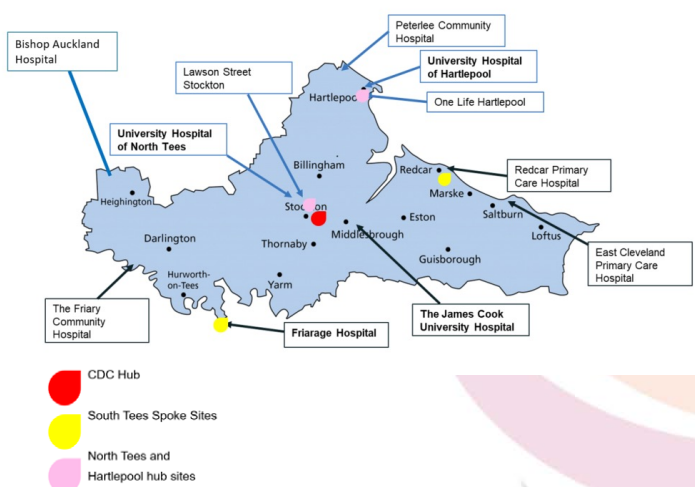 Peterlee Community
Hospital
Bishop Auckland
Hospital
University Hospital
of Hartlepool
Lawson Street
Stockton
Hartlepool
One Life Hartlepool
University Hospital
of North Tees
Billingham
Redcar
Redcar Primary
Care Hospital
Marske
Heighington
Stockton
Saltburn
Eston
Middlesbrough
Loftus
Darlington
Thornaby
East Cleveland
Primary Care
Hospital
Guisborough
Hurworth-
on-Tees
Yarm
The Friary
Community
Hospital
Friarage Hospital
The James Cook
University Hospital
CDC Hub
South Tees Spoke Sites
North Tees and
Hartlepool hub sites